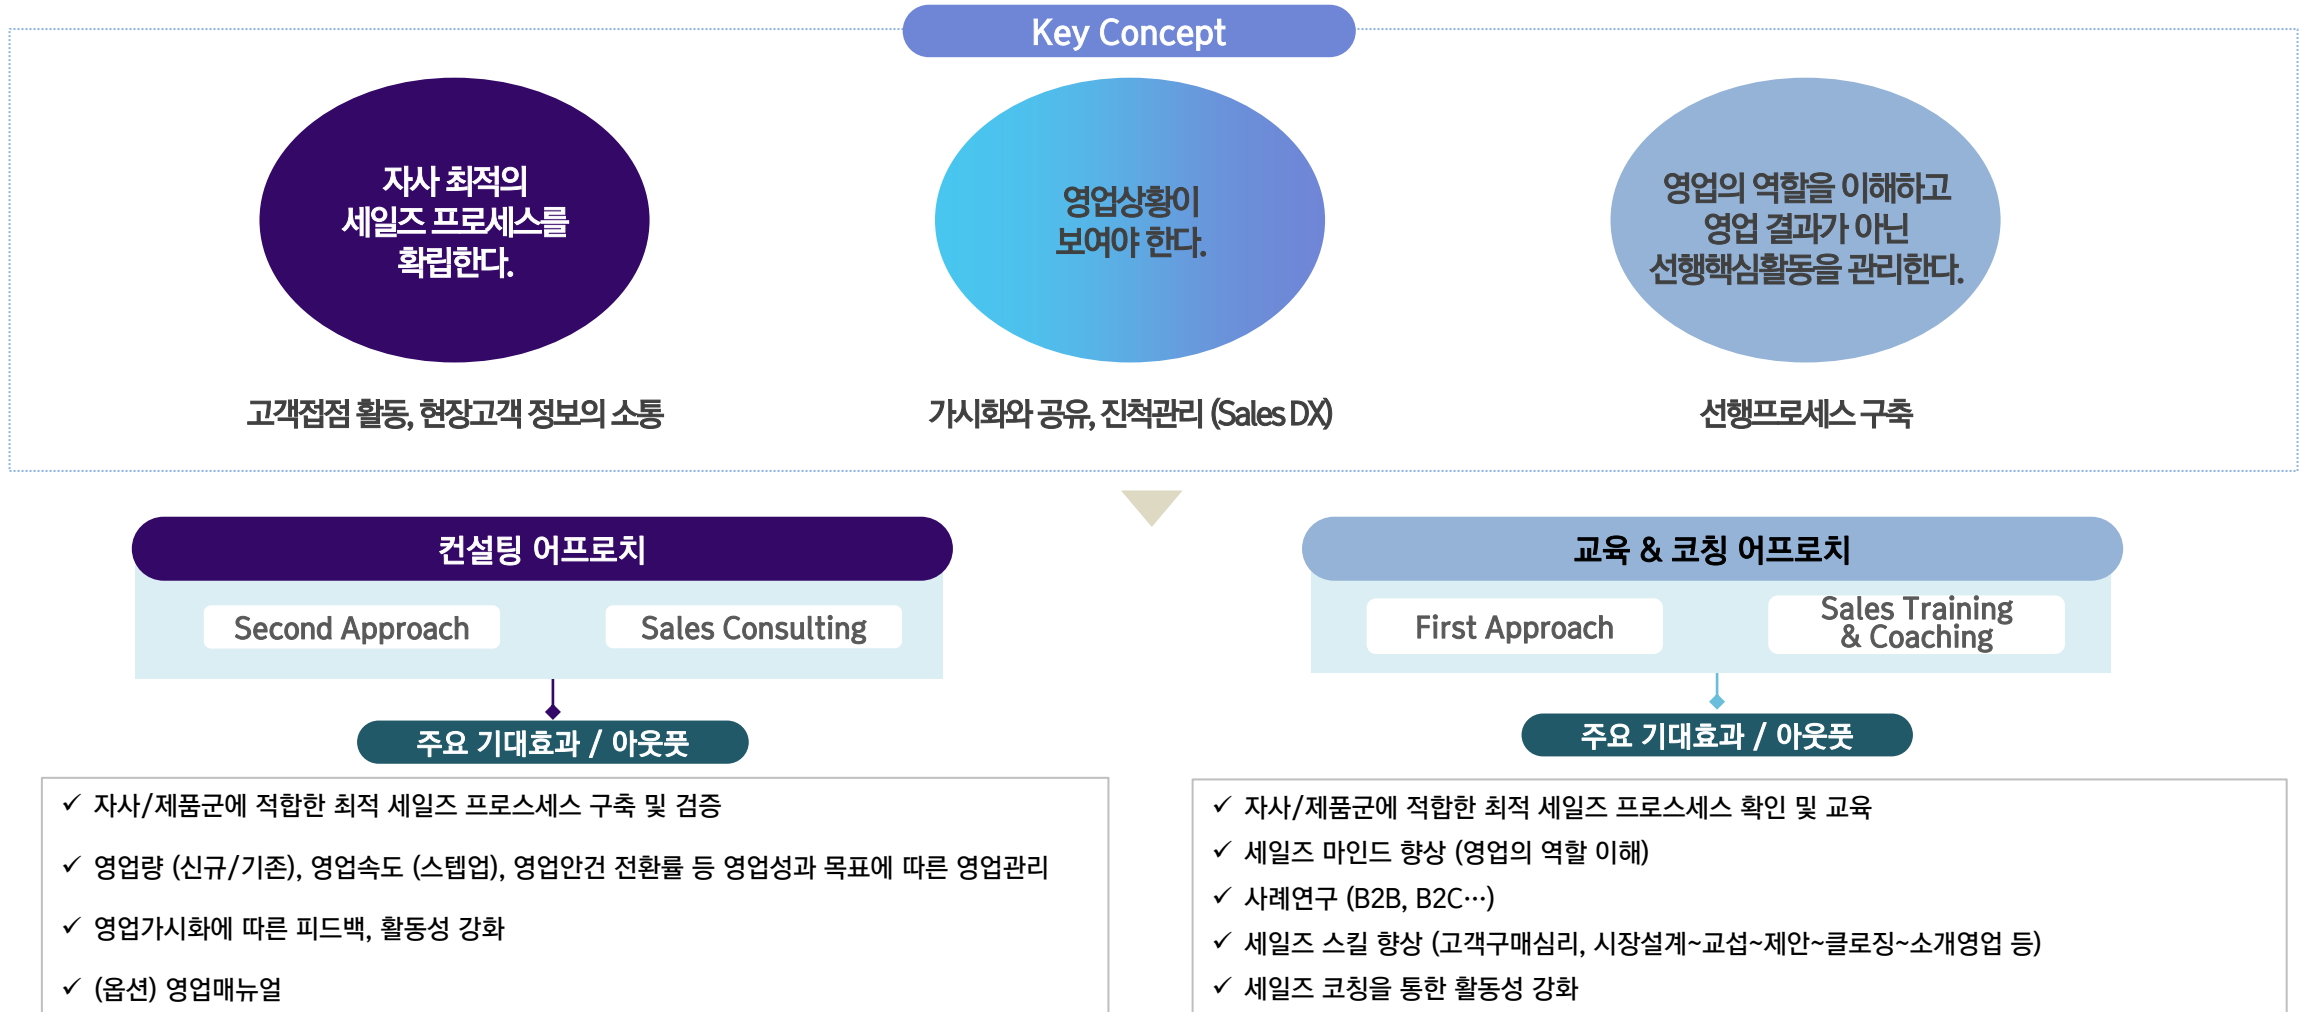 Key Concept
자사 최적의
세일즈 프로세스를
확립한다.
영업상황이
보여야 한다.
영업의 역할을 이해하고
영업 결과가 아닌
선행핵심활동을 관리한다.
고객접점 활동, 현장고객 정보의 소통
가시화와 공유, 진척관리 (Sales DX)
선행프로세스 구축
컨설팅 어프로치
Second Approach
Sales Consulting
주요 기대효과 / 아웃풋
✓ 자사/제품군에 적합한 최적 세일즈 프로스세스 구축 및 검증
✓ 영업량 (신규/기존), 영업속도 (스텝업), 영업안건 전환률 등 영업성과 목표에 따른 영업관리
✓ 영업가시화에 따른 피드백, 활동성 강화
✓ (옵션) 영업매뉴얼
교육 & 코칭 어프로치
First Approach
Sales Training
& Coaching
주요 기대효과 / 아웃풋
✓ 자사/제품군에 적합한 최적 세일즈 프로스세스 확인 및 교육
✓ 세일즈 마인드 향상 (영업의 역할 이해)
✓ 사례연구 (B2B, B2C…)
✓ 세일즈 스킬 향상 (고객구매심리, 시장설계~교섭~제안~클로징~소개영업 등)
✓ 세일즈 코칭을 통한 활동성 강화